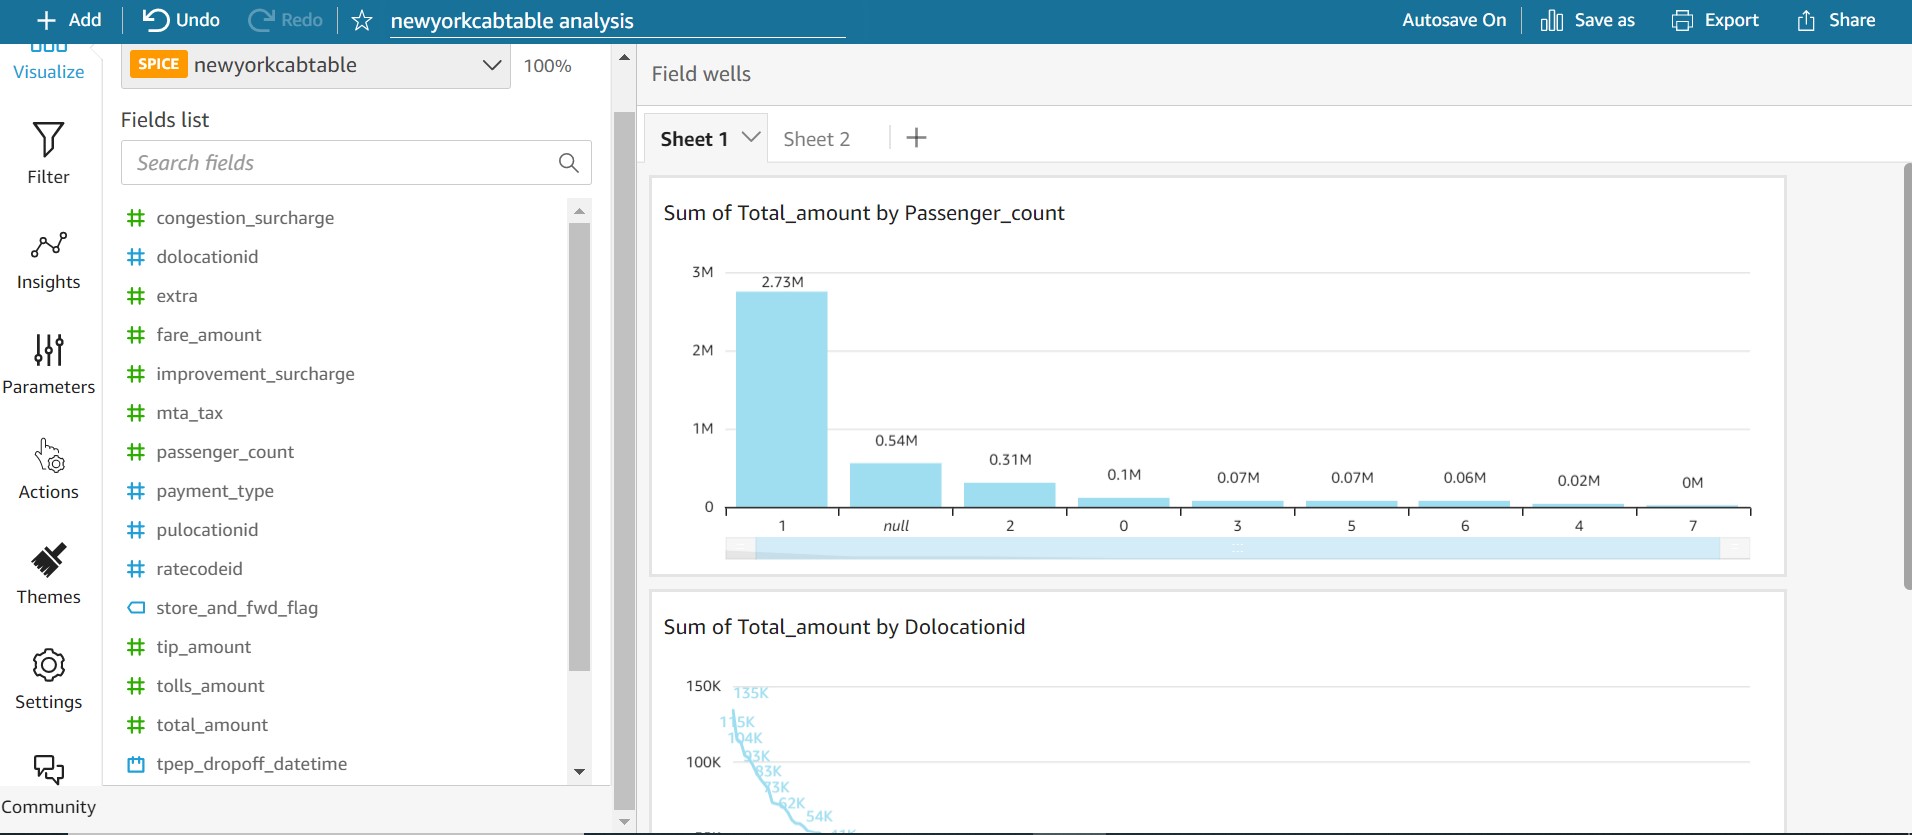 Add Undo Redo newyorkcabtable analysis Autosave On Save as Export Share
Visualize
Filter
Insights
Parameters
Actions
Themes
Settings
Community
SPICE newyorkcabtable 100%
Fields list
Search fields
congestion_surcharge
dolocationid
extra
fare_amount
improvement_surcharge
mta_tax
passenger_count
payment_type
pulocationid
ratecodeid
store_and_fwd_flag
tip_amount
tolls_amount
total_amount
tpep_dropoff_datetime
Field wells
Sheet 1 Sheet 2
Sum of Total_amount by Passenger_count
3M
2M
1M
0
2.73M 0.54M 0.31M 0.1M 0.07M 0.07M 0.06M 0.02M 0M
1 null 2 0 3 5 6 4 7
Sum of Total_amount by Dolocationid
150K
100K
135K
115K
104K
93K
83K
73K
62K
54K